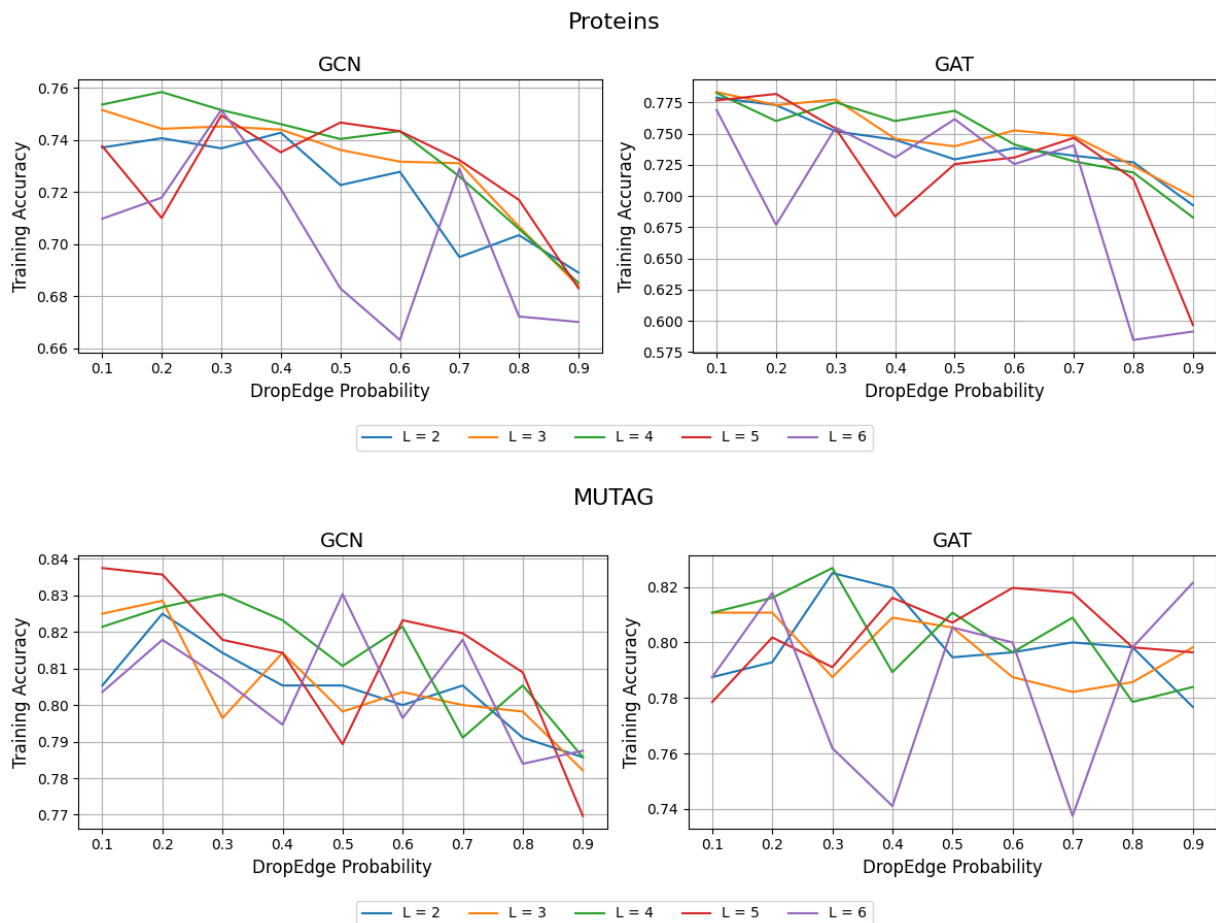 Proteins
GCN
GAT
Training Accuracy
0.76
0.74
0.72
0.70
0.68
0.66
0.1 0.2 0.3 0.4 0.5 0.6 0.7 0.8 0.9
DropEdge Probability
Training Accuracy
0.775
0.750
0.725
0.700
0.675
0.650
0.625
0.600
0.575
0.1 0.2 0.3 0.4 0.5 0.6 0.7 0.8 0.9
DropEdge Probability
L = 2 L = 3 L = 4 L = 5 L = 6
MUTAG
GCN
GAT
Training Accuracy
0.84
0.83
0.82
0.81
0.80
0.79
0.78
0.77
0.1 0.2 0.3 0.4 0.5 0.6 0.7 0.8 0.9
DropEdge Probability
Training Accuracy
0.82
0.80
0.78
0.76
0.74
0.1 0.2 0.3 0.4 0.5 0.6 0.7 0.8 0.9
DropEdge Probability
L = 2 L = 3 L = 4 L = 5 L = 6